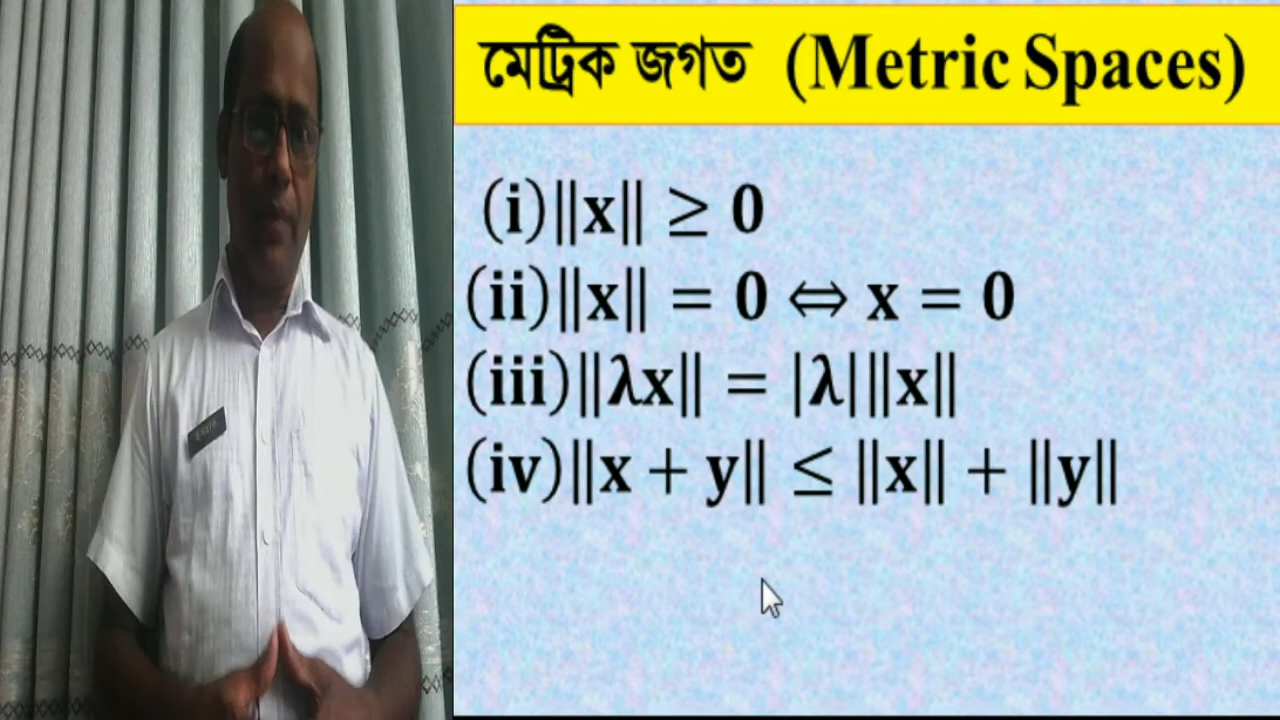 মেট্রিক জগত (Metric Spaces)
(i)‖x‖ ≥ 0
(ii)‖x‖ = 0 ⇔ x = 0
(iii)‖λx‖ = |λ|‖x‖
(iv)‖x + y‖ ≤ ‖x‖ + ‖y‖